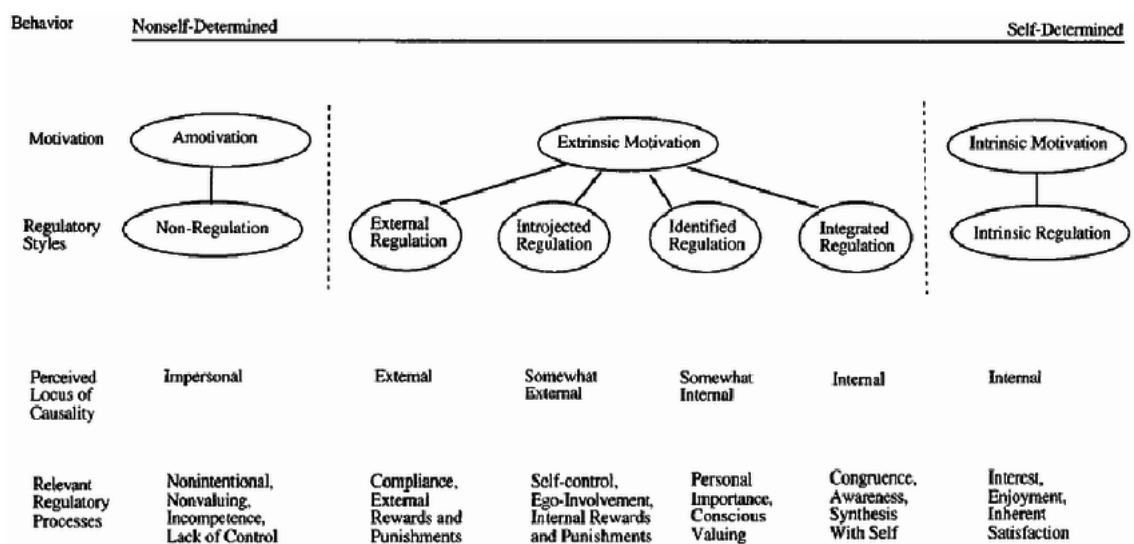 Behavior
Nonself-Determined
Self-Determined
Motivation
Amotivation
Extrinsic Motivation
Intrinsic Motivation
Regulatory
Styles
Non-Regulation
External
Regulation
Introjected
Regulation
Identified
Regulation
Integrated
Regulation
Intrinsic Regulation
Perceived
Locus of
Causality
Impersonal
External
Somewhat
External
Somewhat
Internal
Internal
Internal
Relevant
Regulatory
Processes
Nonintentional,
Nonvaluing,
Incompetence,
Lack of Control
Compliance,
External
Rewards and
Punishments
Self-control,
Ego-Involvement,
Internal Rewards
and Punishments
Personal
Importance,
Conscious
Valuing
Congruence,
Awareness,
Synthesis
With Self
Interest,
Enjoyment,
Inherent
Satisfaction